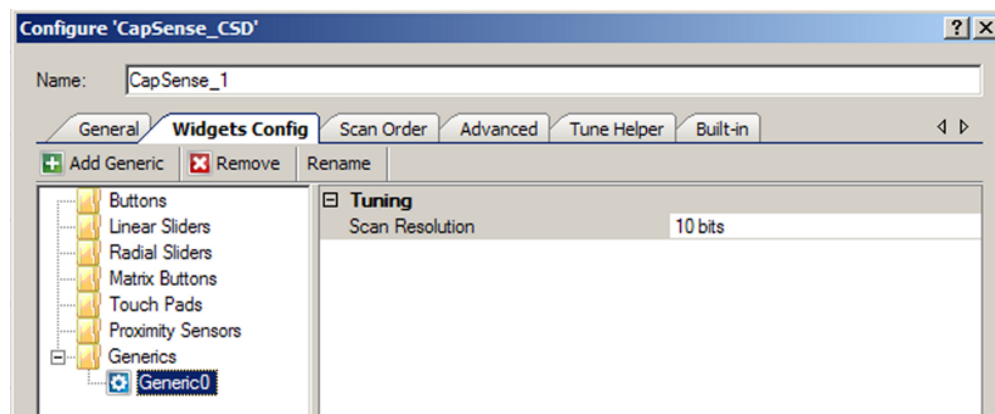 Configure 'CapSense_CSD'
Name: CapSense_1
General Widgets Config Scan Order Advanced Tune Helper Built-in
Add Generic Remove Rename
Buttons
Tuning
Linear Sliders
Scan Resolution 10 bits
Radial Sliders
Matrix Buttons
Touch Pads
Proximity Sensors
Generics
Generic0